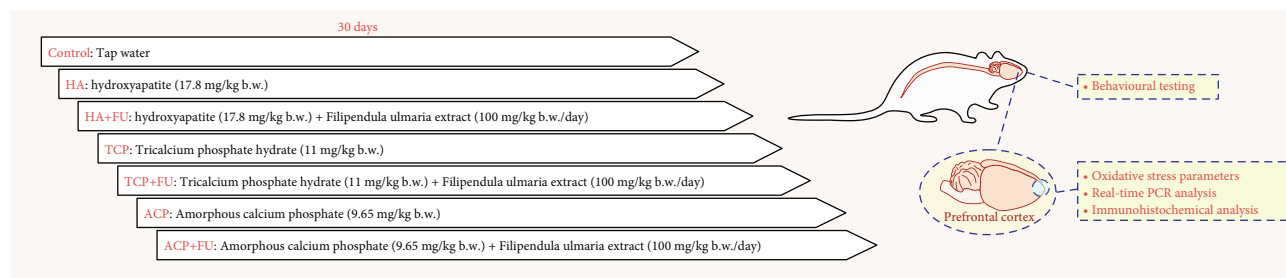 30 days
Control: Tap water
HA: hydroxyapatite (17.8 mg/kg b.w.)
HA+FU: hydroxyapatite (17.8 mg/kg b.w.) + Filipendula ulmaria extract (100 mg/kg b.w./day)
TCP: Tricalcium phosphate hydrate (11 mg/kg b.w.)
TCP+FU: Tricalcium phosphate hydrate (11 mg/kg b.w.) + Filipendula ulmaria extract (100 mg/kg b.w./day)
ACP: Amorphous calcium phosphate (9.65 mg/kg b.w.)
ACP+FU: Amorphous calcium phosphate (9.65 mg/kg b.w.) + Filipendula ulmaria extract (100 mg/kg b.w./day)
• Behavioural testing
Prefrontal cortex
• Oxidative stress parameters
• Real-time PCR analysis
• Immunohistochemical analysis